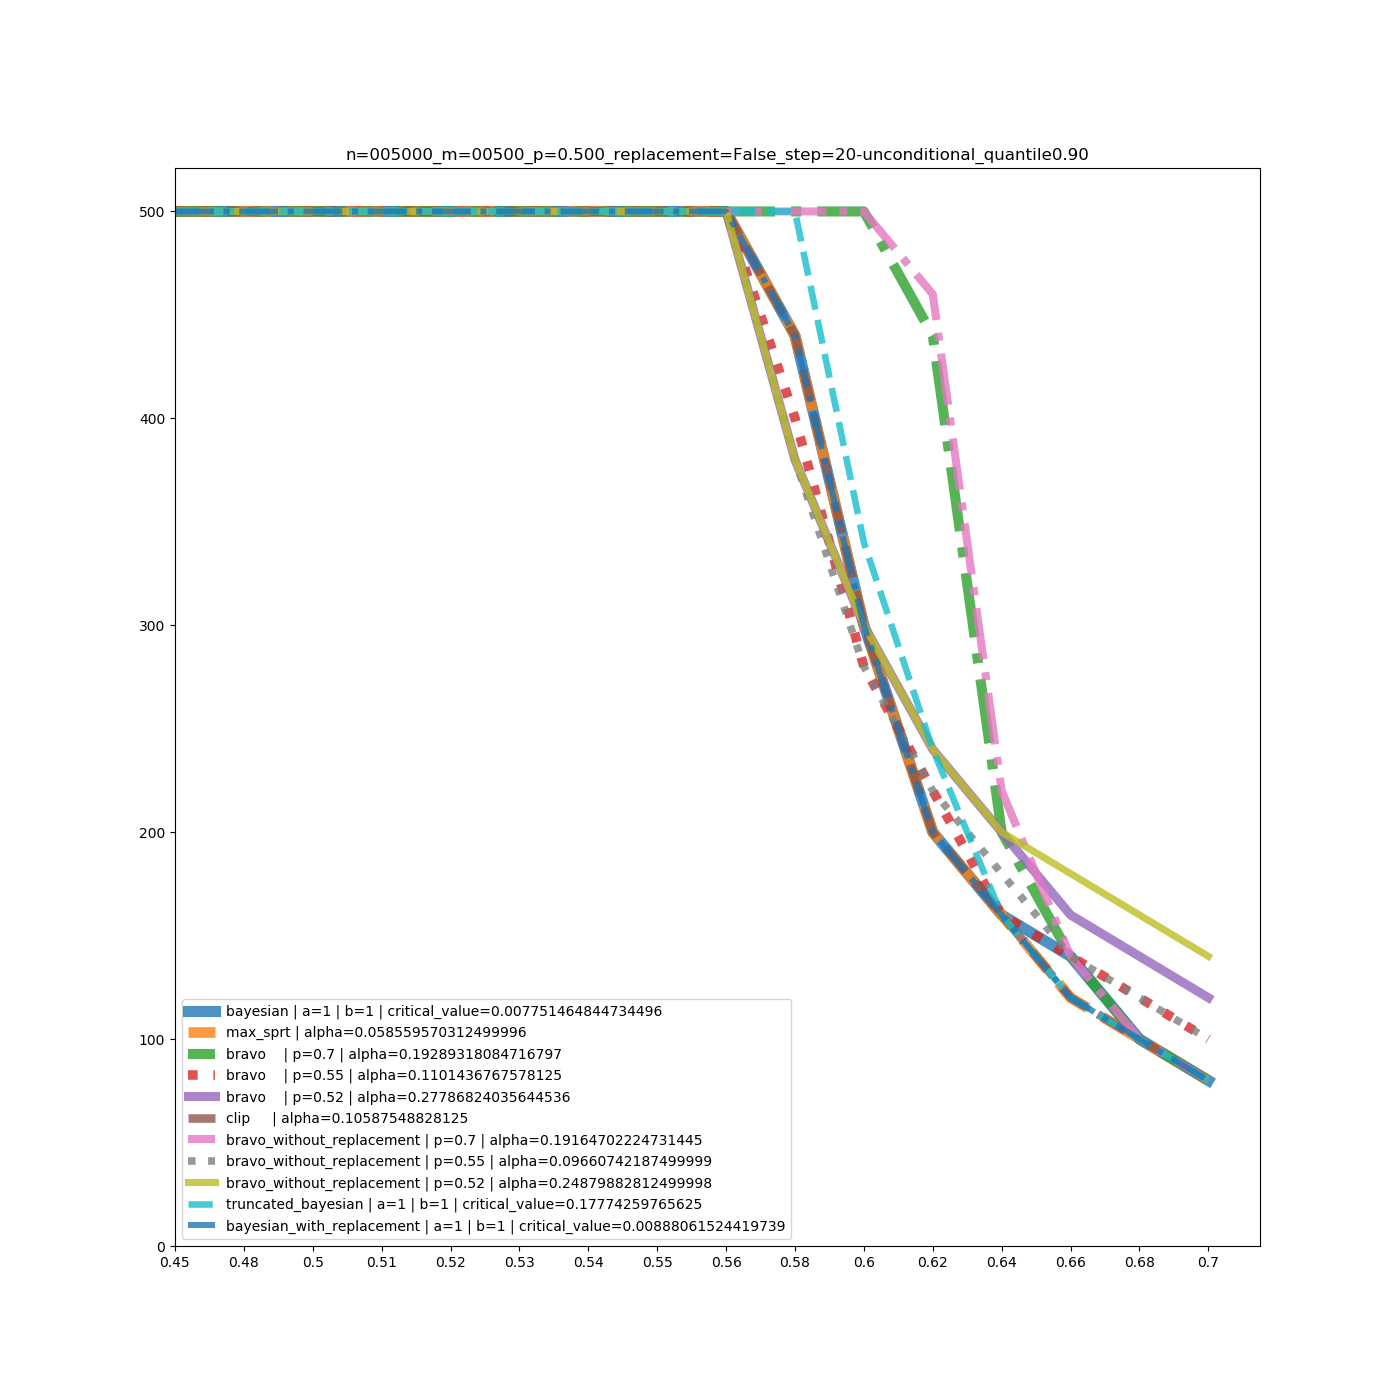 n=005000_m=00500_p=0.500_replacement=False_step=20-unconditional_quantile0.90
500
400
300
200
100
0
bayesian | a=1 | b=1 | critical_value=0.007751464844734496
max_sprt | alpha=0.058559570312499996
bravo    | p=0.7 | alpha=0.19289318084716797
bravo    | p=0.55 | alpha=0.1101436767578125
bravo    | p=0.52 | alpha=0.27786824035644536
clip     | alpha=0.10587548828125
bravo_without_replacement | p=0.7 | alpha=0.19164702224731445
bravo_without_replacement | p=0.55 | alpha=0.09660742187499999
bravo_without_replacement | p=0.52 | alpha=0.24879882812499998
truncated_bayesian | a=1 | b=1 | critical_value=0.17774259765625
bayesian_with_replacement | a=1 | b=1 | critical_value=0.00888061524419739
0.45 0.48 0.5 0.51 0.52 0.53 0.54 0.55 0.56 0.58 0.6 0.62 0.64 0.66 0.68 0.7